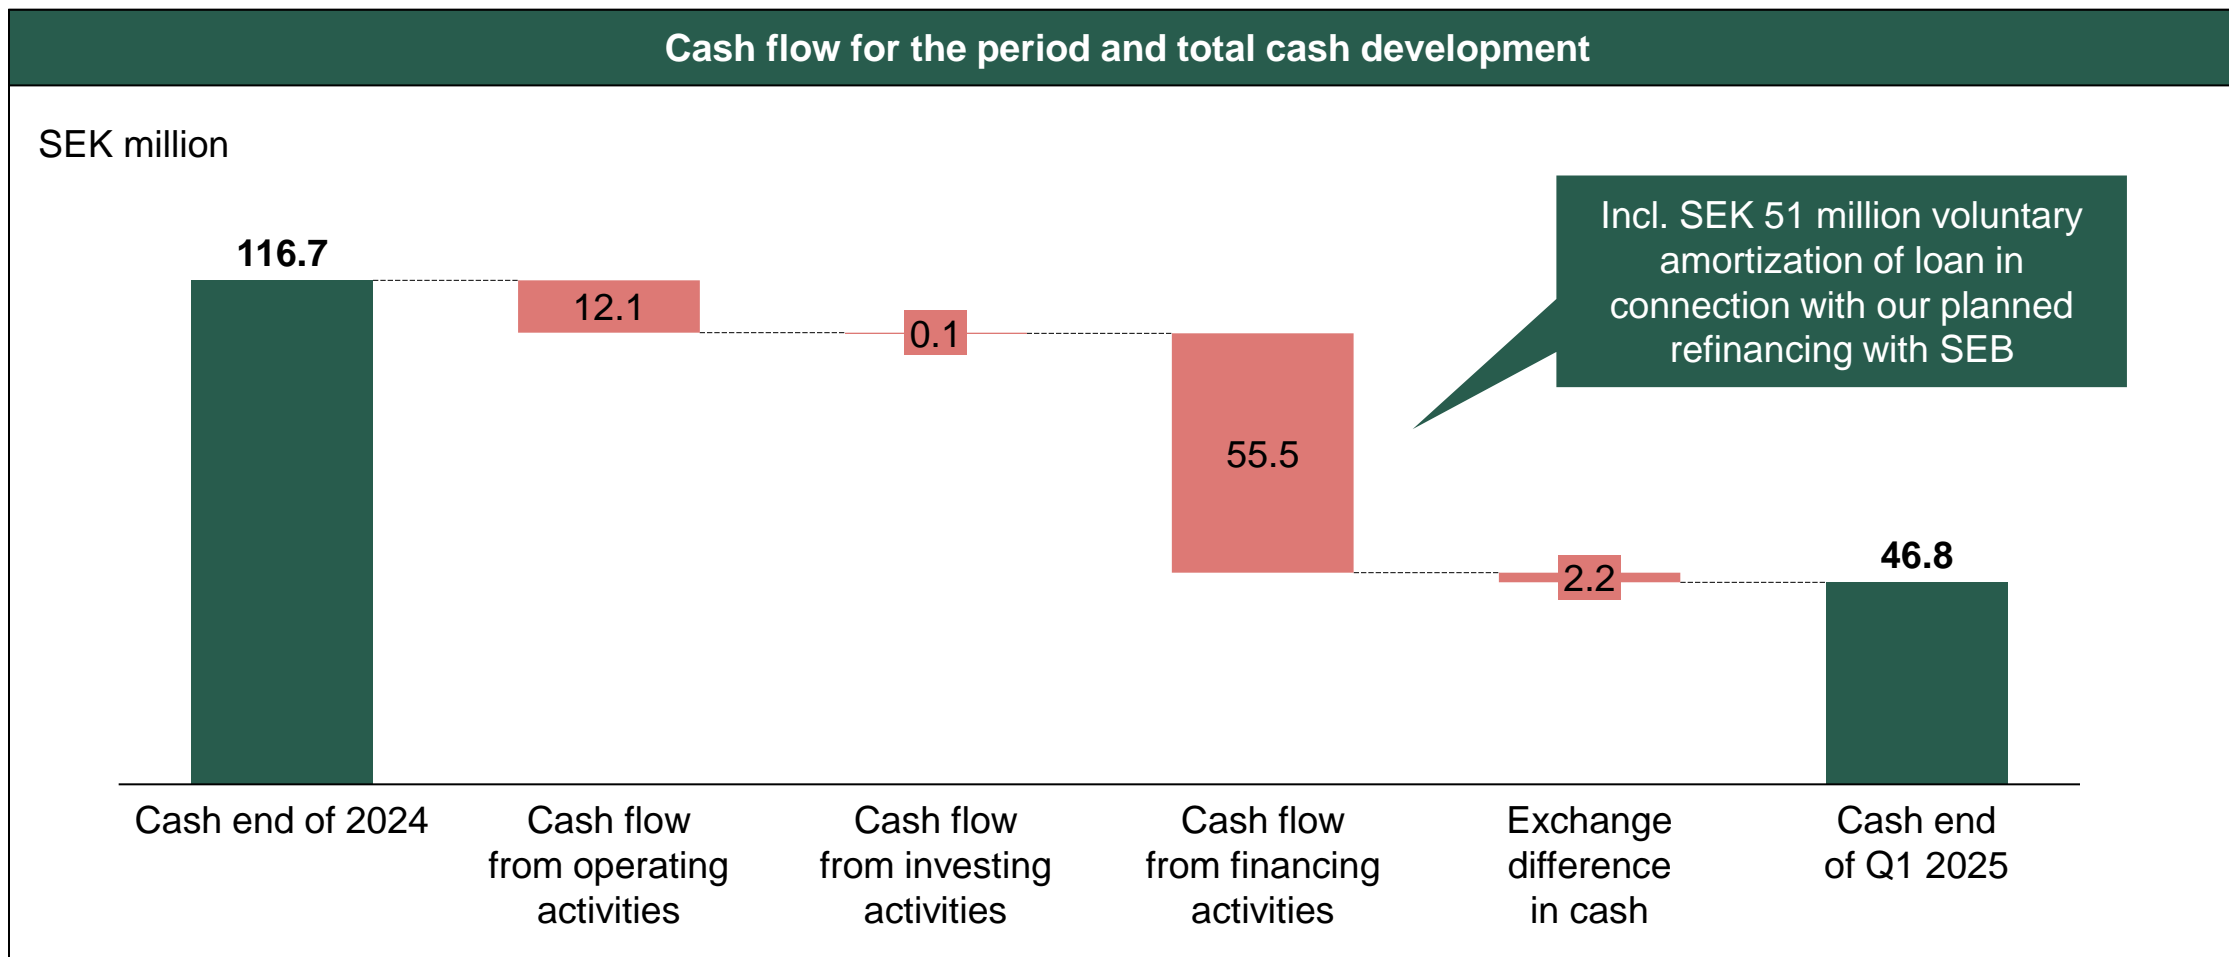 Cash flow for the period and total cash development
SEK million
Incl. SEK 51 million voluntary
amortization of loan in
connection with our planned
refinancing with SEB
116.7
12.1
0.1
55.5
2.2
46.8
Cash end of 2024
Cash flow
from operating
activities
Cash flow
from investing
activities
Cash flow
from financing
activities
Exchange
difference
in cash
Cash end
of Q1 2025